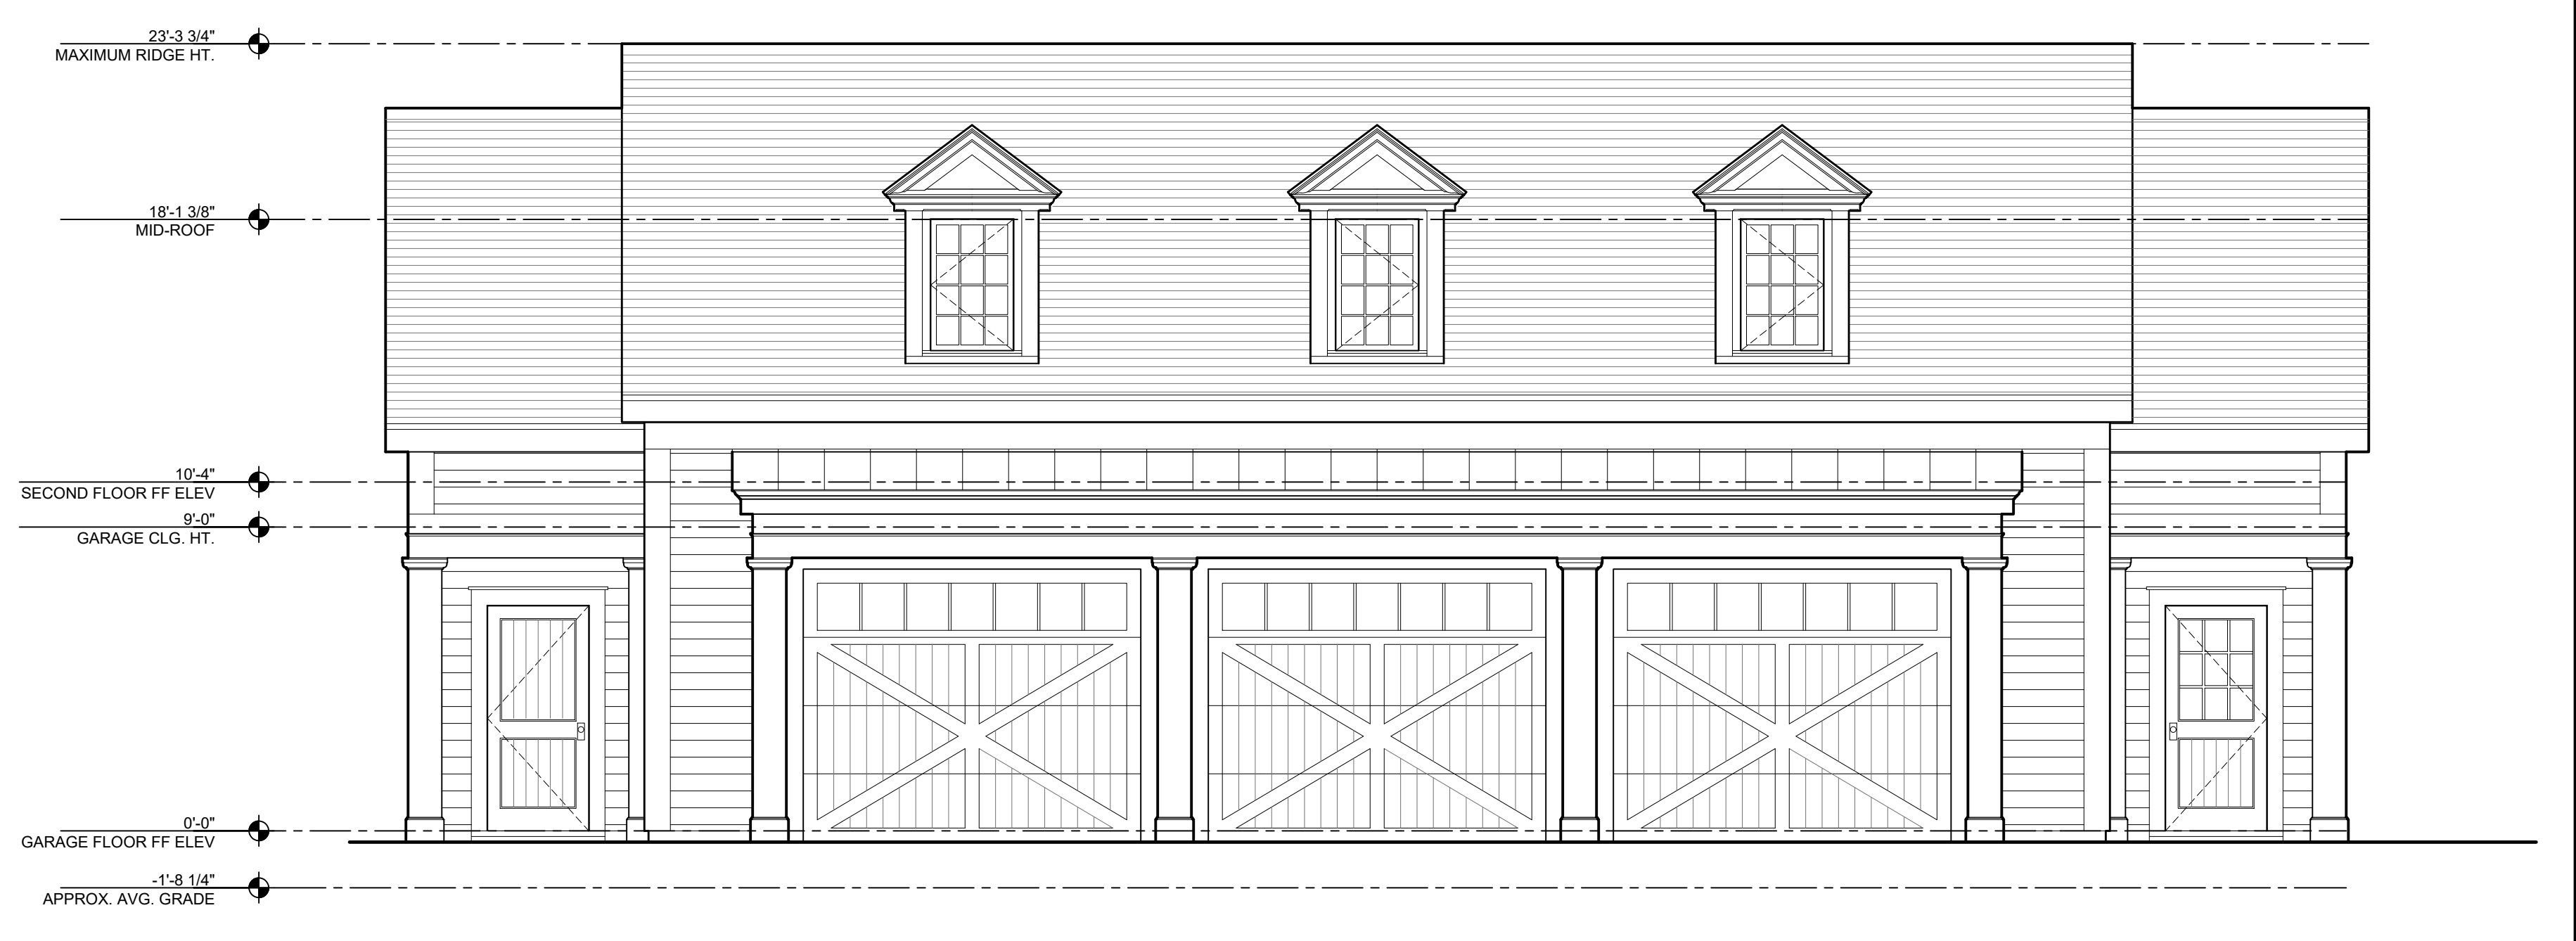 23'-3 3/4"
MAXIMUM RIDGE HT.
18'-1 3/8"
MID-ROOF
10'-4"
SECOND FLOOR FF ELEV
9'-0"
GARAGE CLG. HT.
0'-0"
GARAGE FLOOR FF ELEV
-1'-8 1/4"
APPROX. AVG. GRADE